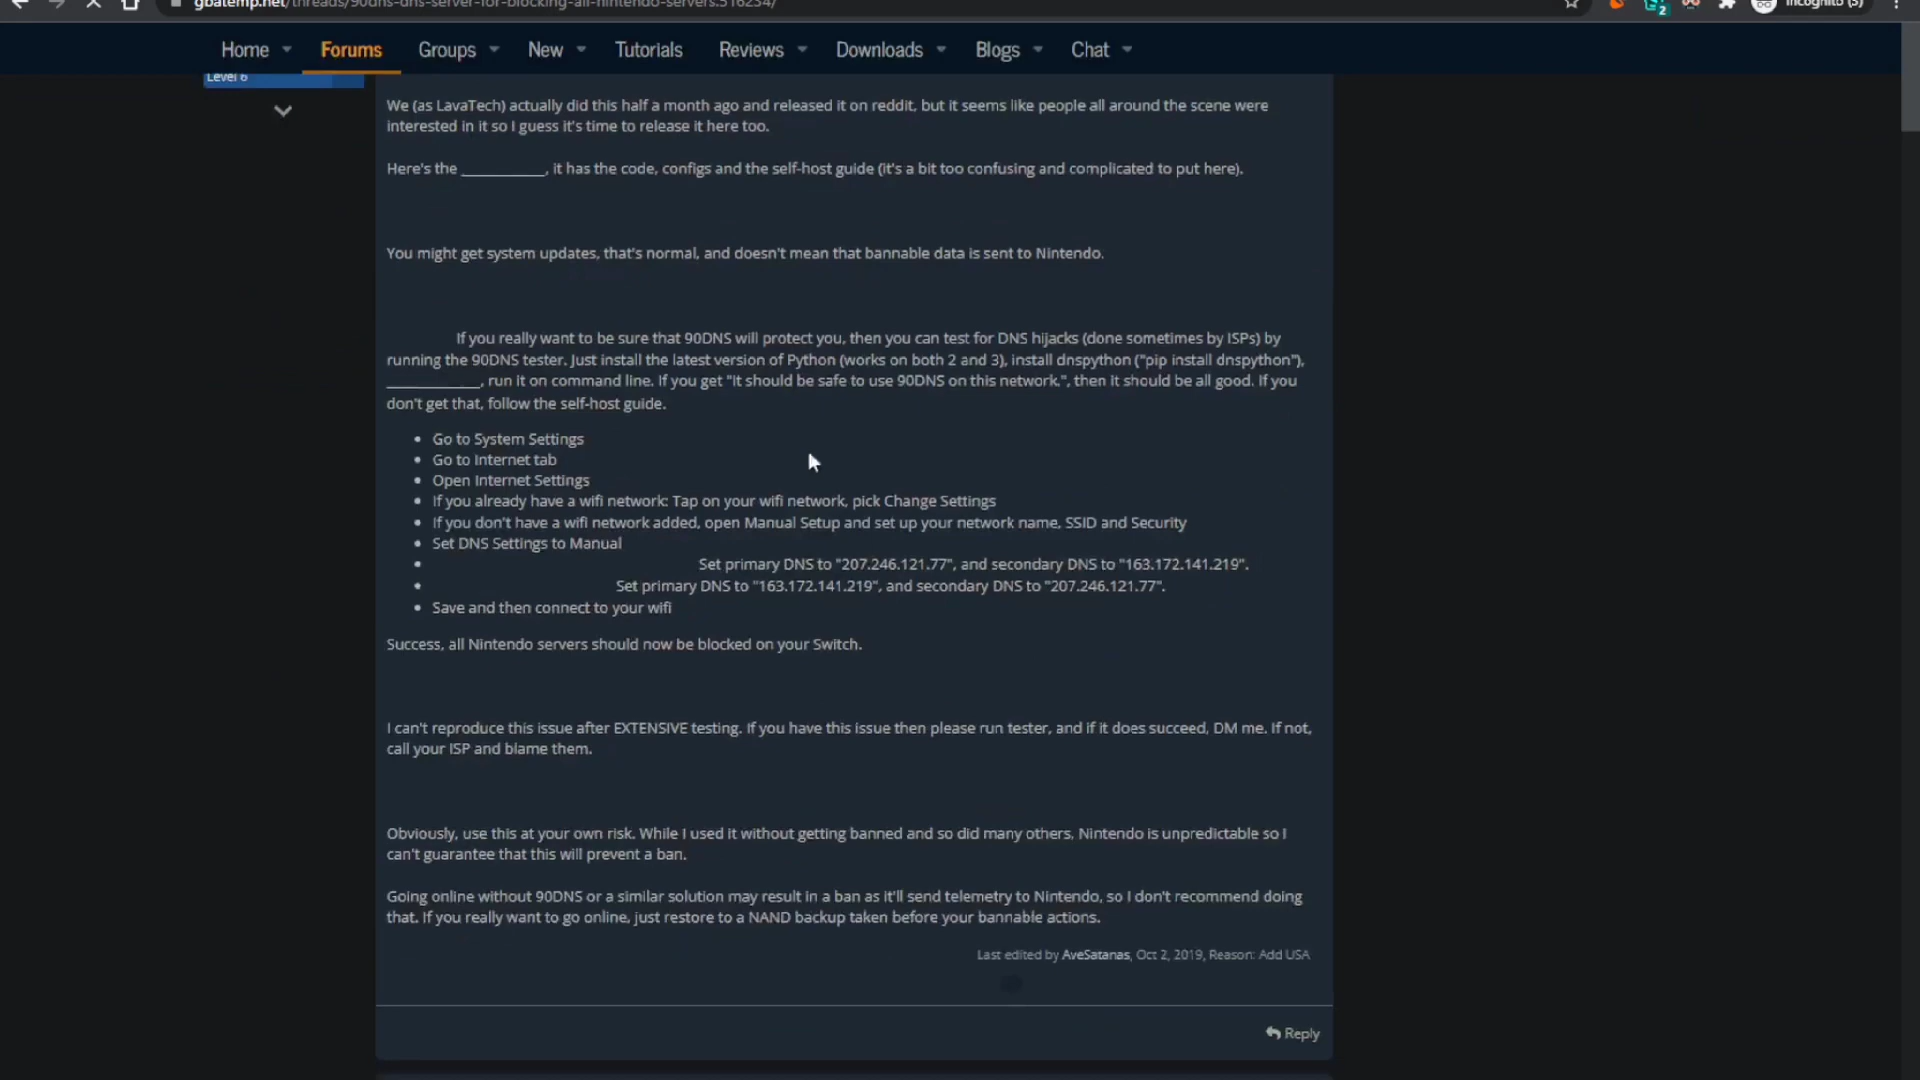 gbatemp.net/threads/90dns-dns-server-for-blocking-all-nintendo-servers.516234/
2
Incognito (3)
Home
Forums
Groups
New
Tutorials
Reviews
Downloads
Blogs
Chat
Level 6
We (as LavaTech) actually did this half a month ago and released it on reddit, but it seems like people all around the scene were
interested in it so I guess it's time to release it here too.
Here's the ____________, it has the code, configs and the self-host guide (it's a bit too confusing and complicated to put here).
You might get system updates, that's normal, and doesn't mean that bannable data is sent to Nintendo.
If you really want to be sure that 90DNS will protect you, then you can test for DNS hijacks (done sometimes by ISPs) by
running the 90DNS tester. Just install the latest version of Python (works on both 2 and 3), install dnspython ("pip install dnspython"),
_____________, run it on command line. If you get "It should be safe to use 90DNS on this network.", then it should be all good. If you
don't get that, follow the self-host guide.
• Go to System Settings
• Go to Internet tab
• Open Internet Settings
• If you already have a wifi network: Tap on your wifi network, pick Change Settings
• If you don't have a wifi network added, open Manual Setup and set up your network name, SSID and Security
• Set DNS Settings to Manual
• Set primary DNS to "207.246.121.77", and secondary DNS to "163.172.141.219".
• Set primary DNS to "163.172.141.219", and secondary DNS to "207.246.121.77".
• Save and then connect to your wifi
Success, all Nintendo servers should now be blocked on your Switch.
I can't reproduce this issue after EXTENSIVE testing. If you have this issue then please run tester, and if it does succeed, DM me. If not,
call your ISP and blame them.
Obviously, use this at your own risk. While I used it without getting banned and so did many others, Nintendo is unpredictable so I
can't guarantee that this will prevent a ban.
Going online without 90DNS or a similar solution may result in a ban as it'll send telemetry to Nintendo, so I don't recommend doing
that. If you really want to go online, just restore to a NAND backup taken before your bannable actions.
Last edited by AveSatanas, Oct 2, 2019, Reason: Add USA
Reply